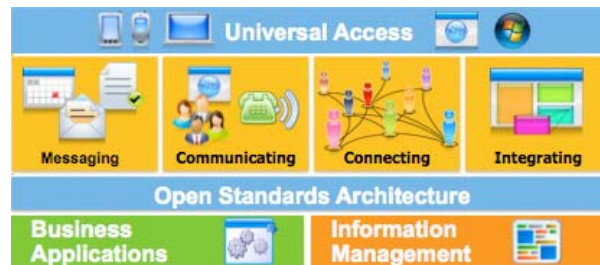 Universal Access
Messaging
Communicating
Connecting
Integrating
Open Standards Architecture
Business
Applications
Information
Management